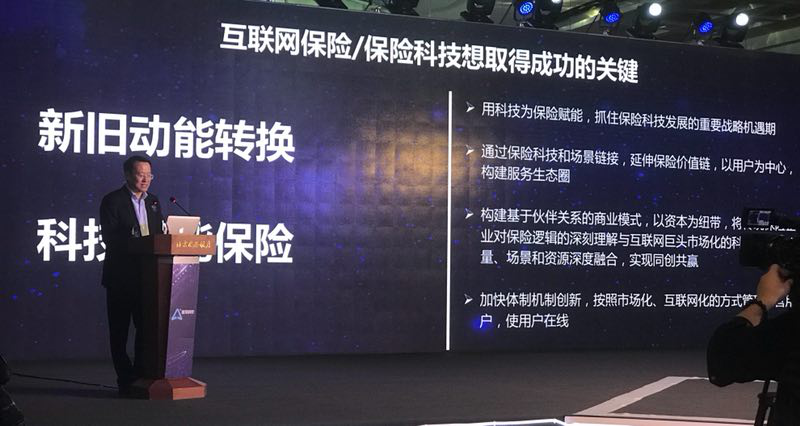 互联网保险/保险科技想取得成功的关键
新旧动能转换
科技 能保险
用科技为保险赋能，抓住保险科技发展的重要战略机遇期
通过保险科技和场景链接，延伸保险价值链，以用户为中心，
构建服务生态圈
构建基于伙伴关系的商业模式，以资本为纽带，将
业对保险逻辑的深刻理解与互联网巨头市场化的科
量、场景和资源深度融合，实现同创共赢
加快体制机制创新，按照市场化、互联网化的方式
户，使用户在线